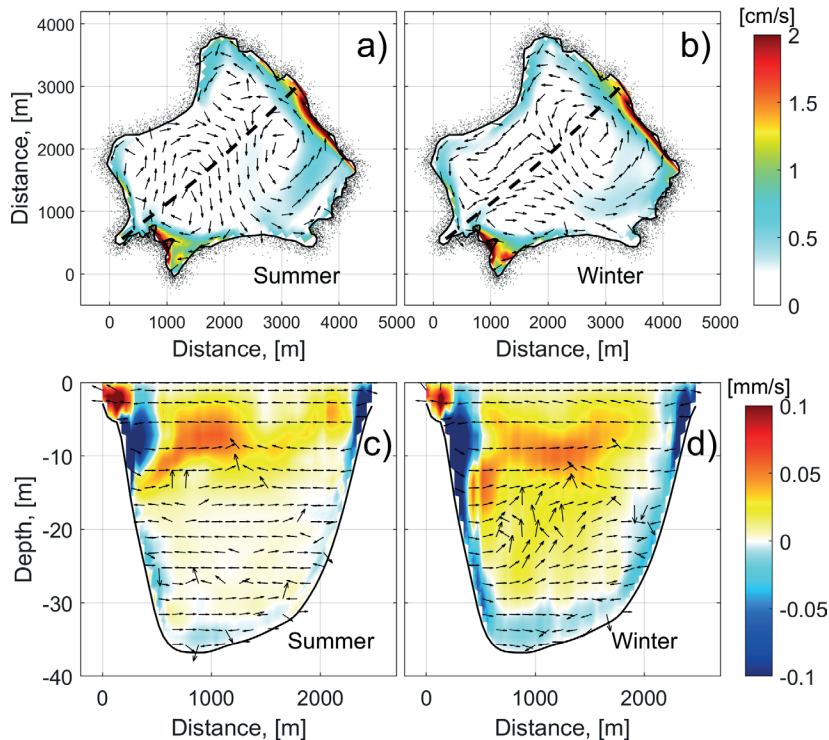 [cm/s]
a)
b)
2
4000
3000
1.5
Distance, [m]
2000
1
1000
0.5
0
Summer
Winter
0
0 1000 2000 3000 4000 5000
0 1000 2000 3000 4000 5000
Distance, [m]
Distance, [m]
[mm/s]
0
0.1
c)
d)
-10
0.05
Depth, [m]
-20
0
-30
-0.05
Summer
Winter
-40
-0.1
0 1000 2000
0 1000 2000
Distance, [m]
Distance, [m]